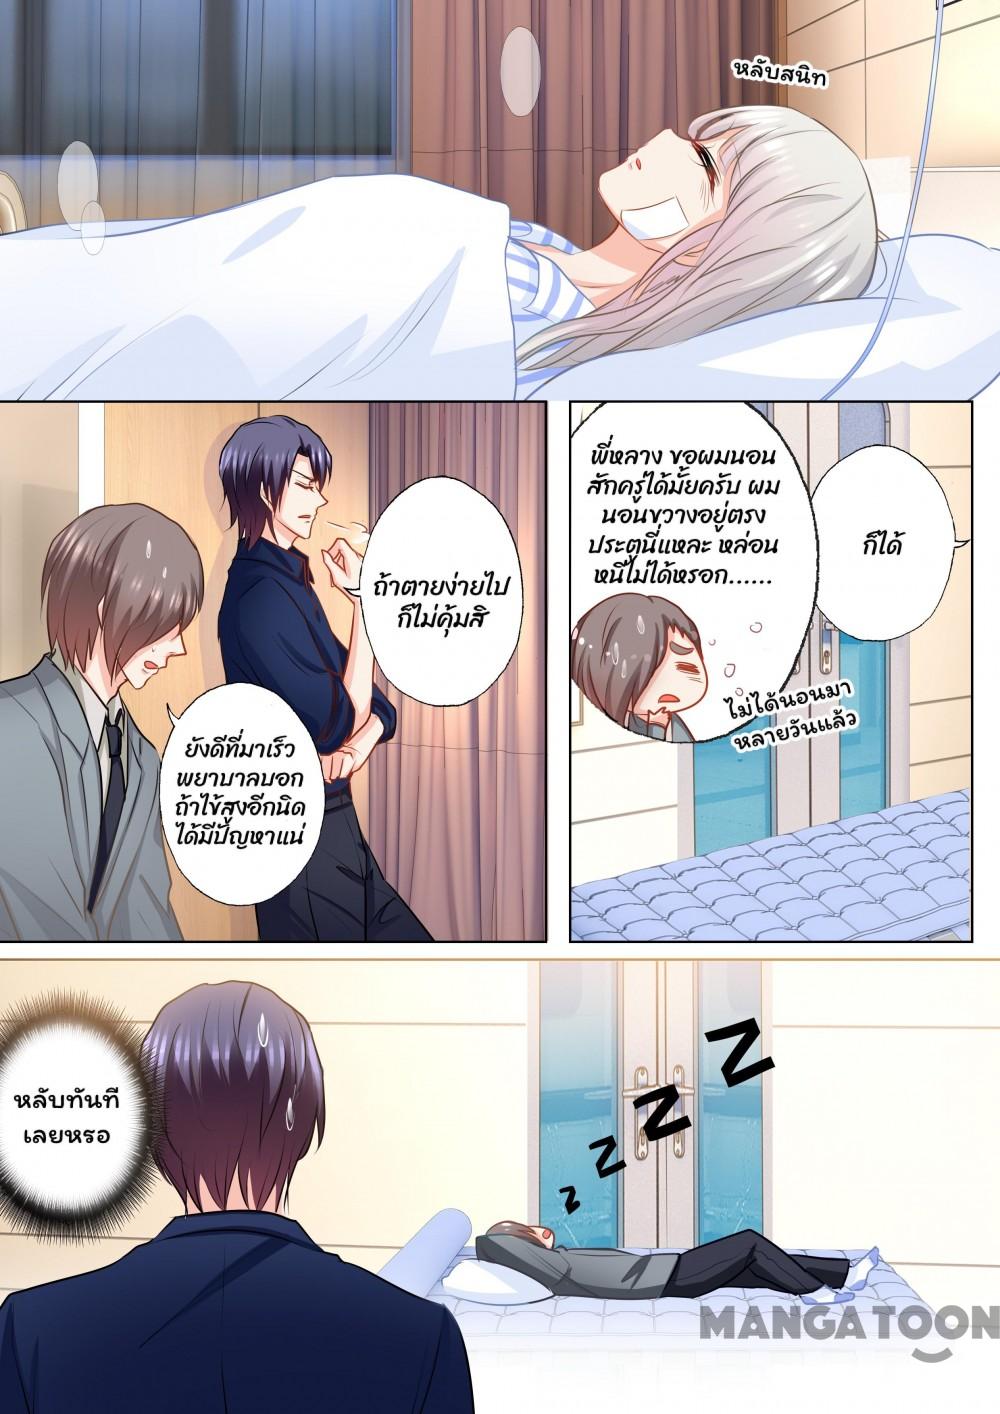 หลับสนิท
ถ้าตายง่ายไป
ก็ไม่คุ้มสิ
ยังดีที่มาเร็ว
พยาบาลบอก
ถ้าไข้สูงอีกนิด
ได้มีปัญหาแน่
พี่หลาง ขอผมนอน
สักครู่ได้มั้ยครับ ผม
นอนขวางอยู่ตรง
ประตูนี่แหละ หล่อน
หนีไม่ได้หรอก......
ก็ได้
ไม่ได้นอนมา
หลายวันแล้ว
หลับทันที
เลยหรอ
Z
Z
Z
Z
MANGATOON